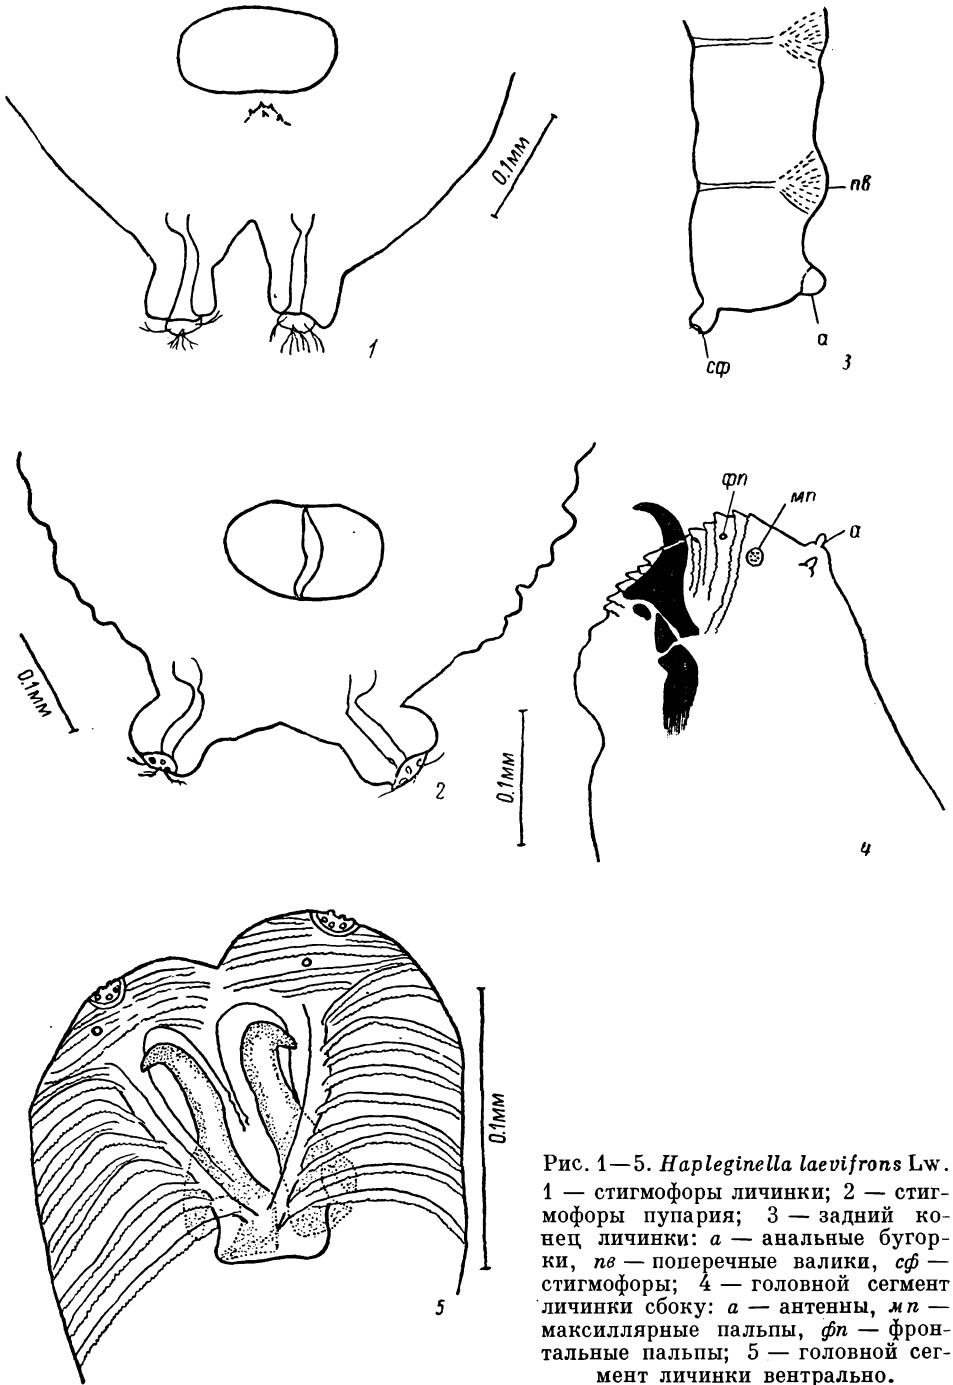 0.1мм
1
пв
а
сф
3
0.1мм
2
фп
мп
а
0.1мм
4
0.1мм
5
Рис. 1—5. Hapleginella laevifrons Lw.
1 — стигмофоры личинки; 2 — стиг-
мофоры пупария; 3 — задний ко-
нец личинки: а — анальные бугор-
ки, пв — поперечные валики, сф —
стигмофоры; 4 — головной сегмент
личинки сбоку: а — антенны, мп —
максиллярные пальпы, фп — фрон-
тальные пальпы; 5 — головной сег-
мент личинки вентрально.